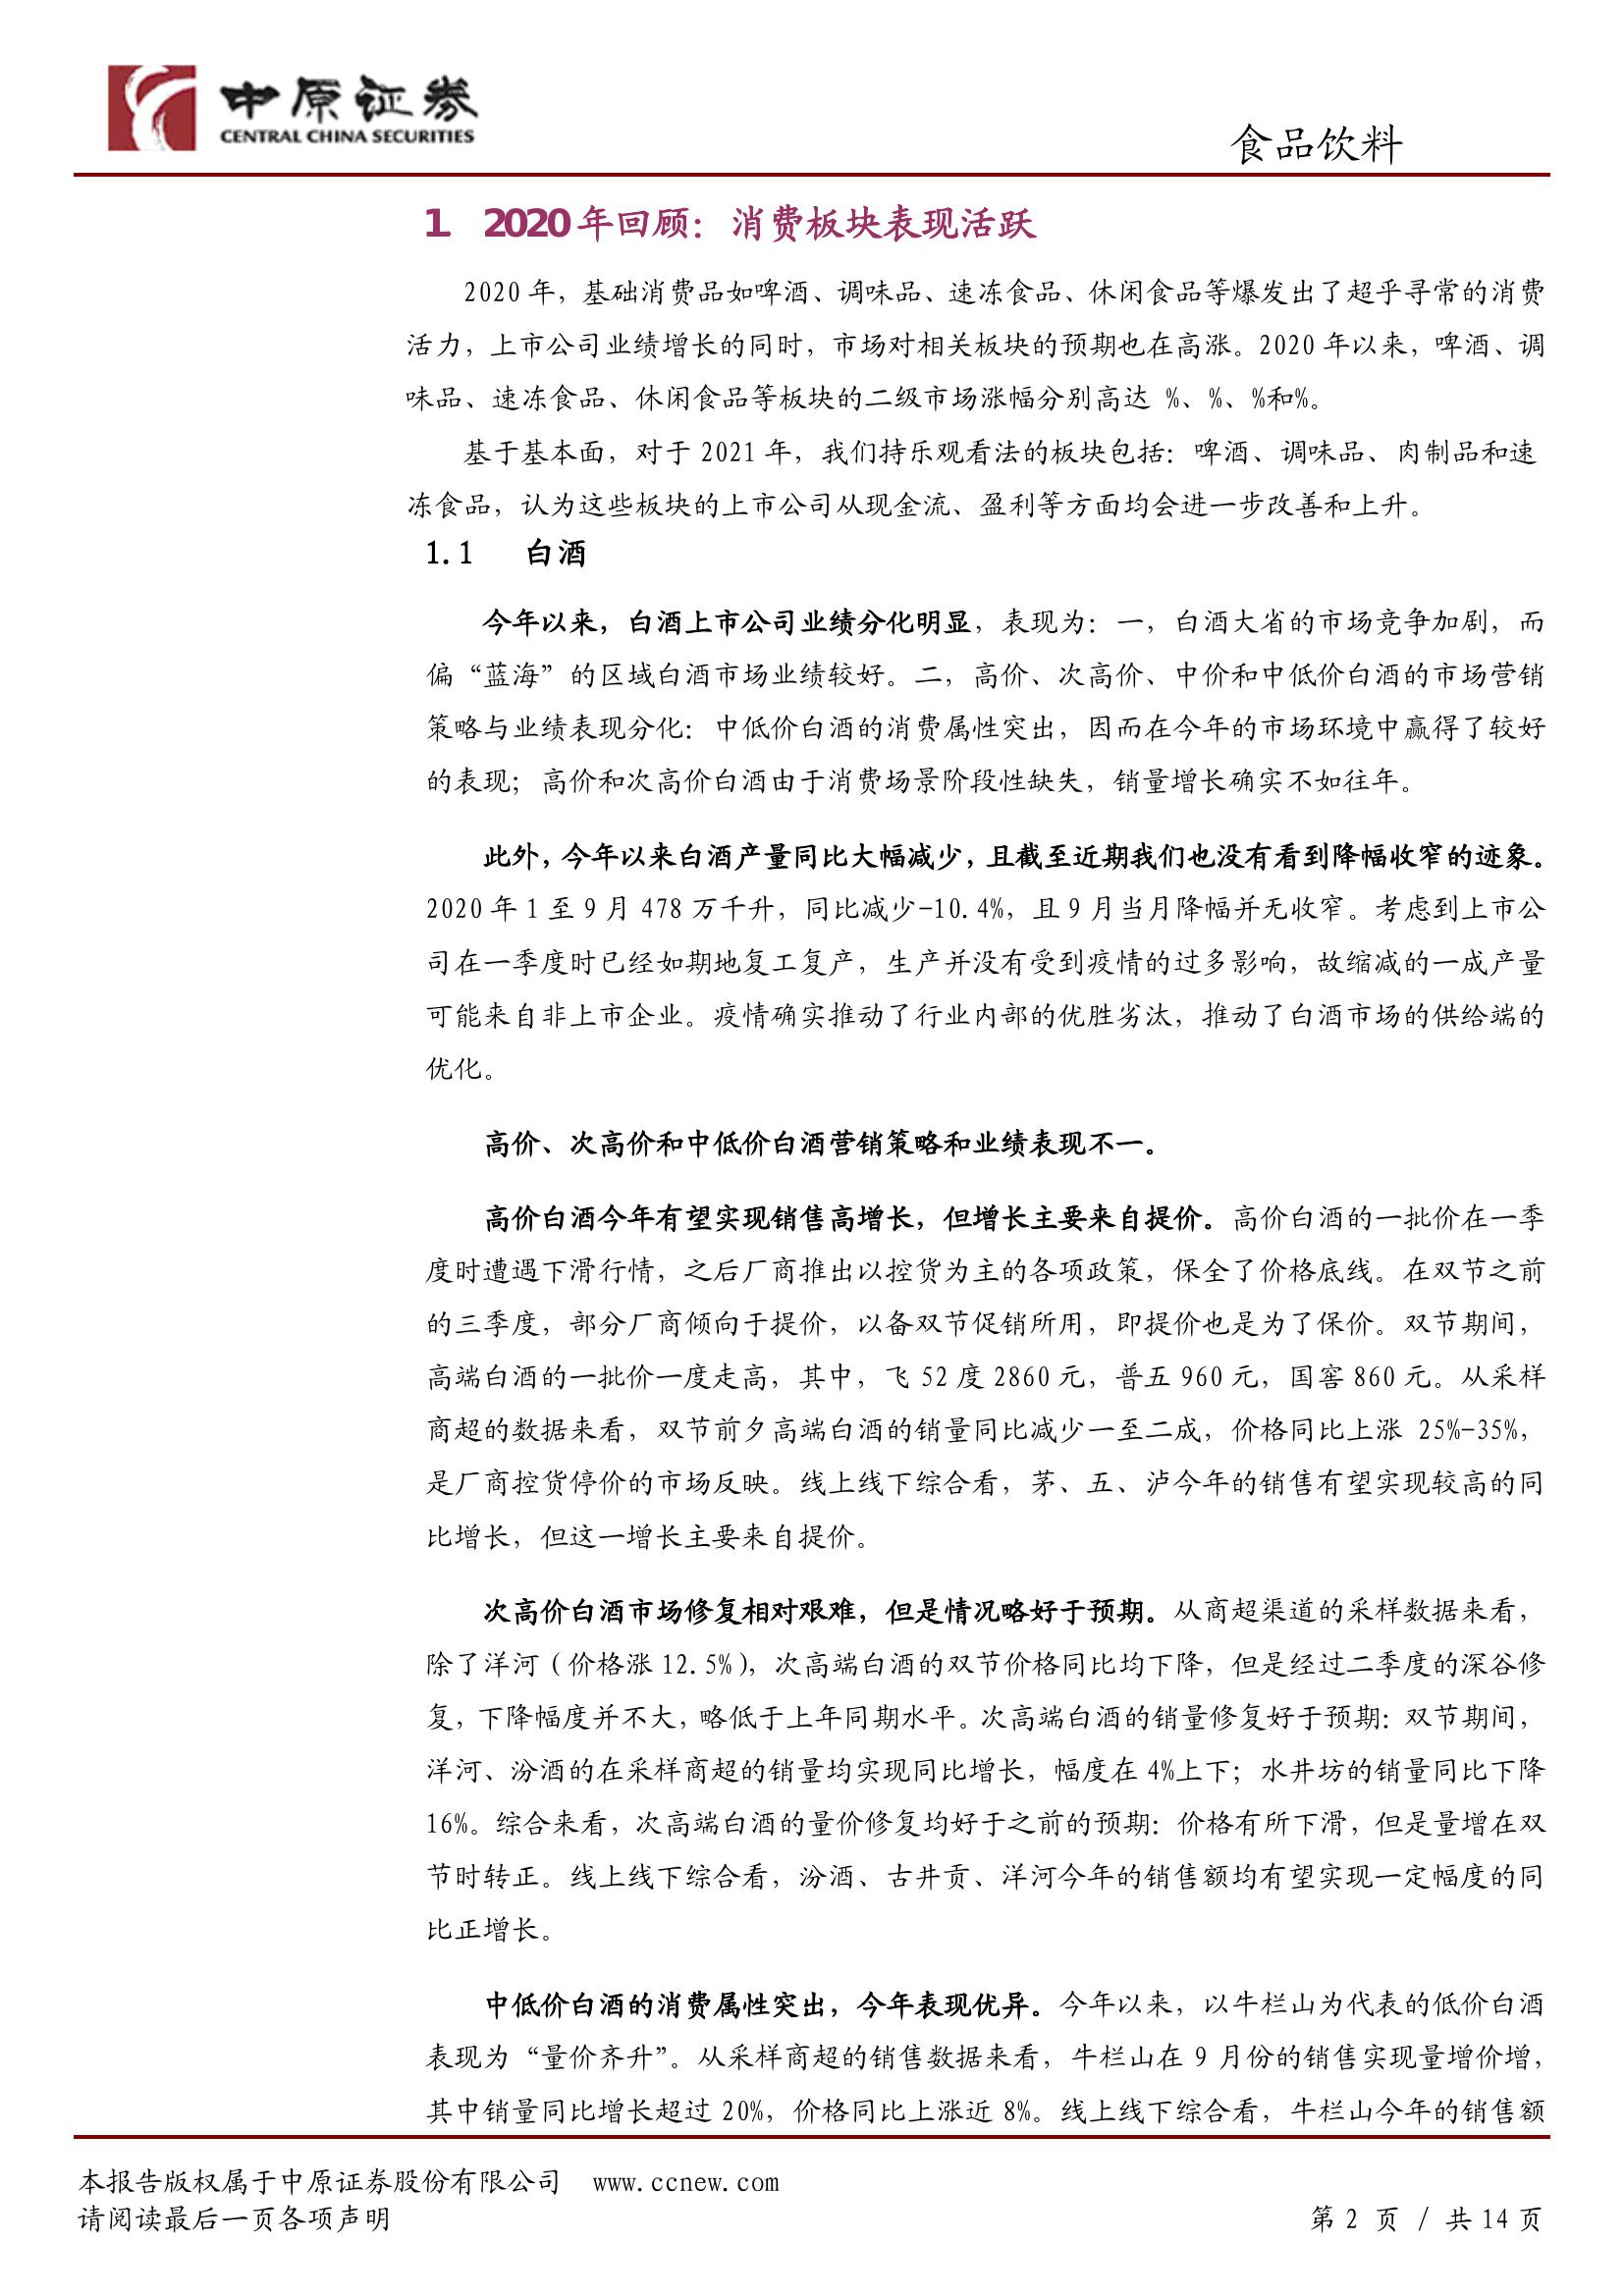 中原证券
CENTRAL CHINA SECURITIES
食品饮料
1. 2020年回顾：消费板块表现活跃
2020年，基础消费品如啤酒、调味品、速冻食品、休闲食品等爆发出了超乎寻常的消费
活力，上市公司业绩增长的同时，市场对相关板块的预期也在高涨。2020年以来，啤酒、调
味品、速冻食品、休闲食品等板块的二级市场涨幅分别高达 %、%、%和%。
基于基本面，对于2021年，我们持乐观看法的板块包括：啤酒、调味品、肉制品和速
冻食品，认为这些板块的上市公司从现金流、盈利等方面均会进一步改善和上升。
1.1 白酒
今年以来，白酒上市公司业绩分化明显，表现为：一，白酒大省的市场竞争加剧，而
偏“蓝海”的区域白酒市场业绩较好。二，高价、次高价、中价和中低价白酒的市场营销
策略与业绩表现分化：中低价白酒的消费属性突出，因而在今年的市场环境中赢得了较好
的表现；高价和次高价白酒由于消费场景阶段性缺失，销量增长确实不如往年。
此外，今年以来白酒产量同比大幅减少，且截至近期我们也没有看到降幅收窄的迹象。
2020年1至9月478万千升，同比减少-10.4%，且9月当月降幅并无收窄。考虑到上市公
司在一季度时已经如期地复工复产，生产并没有受到疫情的过多影响，故缩减的一成产量
可能来自非上市企业。疫情确实推动了行业内部的优胜劣汰，推动了白酒市场的供给端的
优化。
高价、次高价和中低价白酒营销策略和业绩表现不一。
高价白酒今年有望实现销售高增长，但增长主要来自提价。高价白酒的一批价在一季
度时遭遇下滑行情，之后厂商推出以控货为主的各项政策，保全了价格底线。在双节之前
的三季度，部分厂商倾向于提价，以备双节促销所用，即提价也是为了保价。双节期间，
高端白酒的一批价一度走高，其中，飞52度2860元，普五960元，国窖860元。从采样
商超的数据来看，双节前夕高端白酒的销量同比减少一至二成，价格同比上涨 25%-35%，
是厂商控货停价的市场反映。线上线下综合看，茅、五、泸今年的销售有望实现较高的同
比增长，但这一增长主要来自提价。
次高价白酒市场修复相对艰难，但是情况略好于预期。从商超渠道的采样数据来看，
除了洋河（价格涨12.5%），次高端白酒的双节价格同比均下降，但是经过二季度的深谷修
复，下降幅度并不大，略低于上年同期水平。次高端白酒的销量修复好于预期：双节期间，
洋河、汾酒的在采样商超的销量均实现同比增长，幅度在4%上下；水井坊的销量同比下降
16%。综合来看，次高端白酒的量价修复均好于之前的预期：价格有所下滑，但是量增在双
节时转正。线上线下综合看，汾酒、古井贡、洋河今年的销售额均有望实现一定幅度的同
比正增长。
中低价白酒的消费属性突出，今年表现优异。今年以来，以牛栏山为代表的低价白酒
表现为“量价齐升”。从采样商超的销售数据来看，牛栏山在9月份的销售实现量增价增，
其中销量同比增长超过20%，价格同比上涨近8%。线上线下综合看，牛栏山今年的销售额
本报告版权属于中原证券股份有限公司 www.ccnew.com
请阅读最后一页各项声明
第 2 页 / 共14页